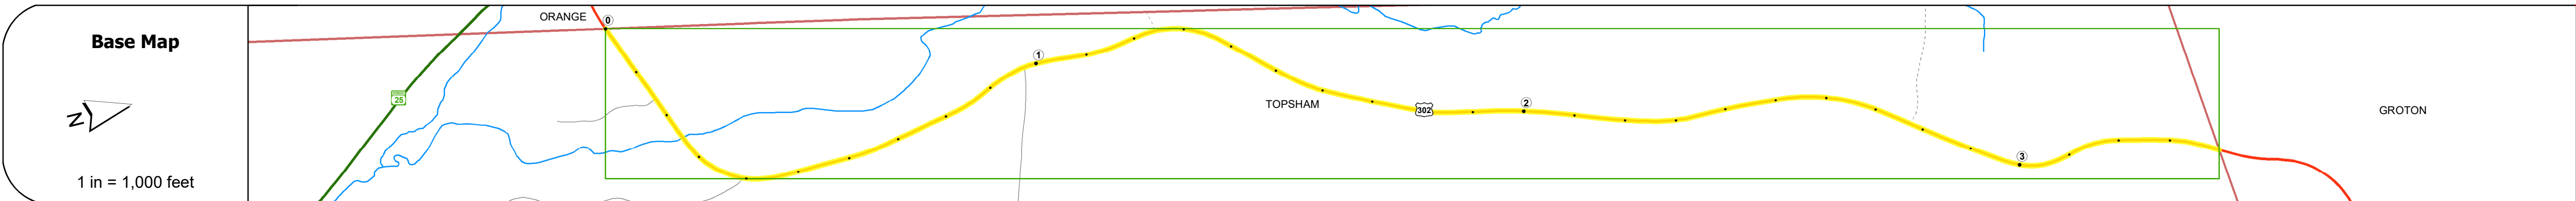 Base Map
N
1 in = 1,000 feet
25
ORANGE
0
1
TOPSHAM
302
2
3
GROTON